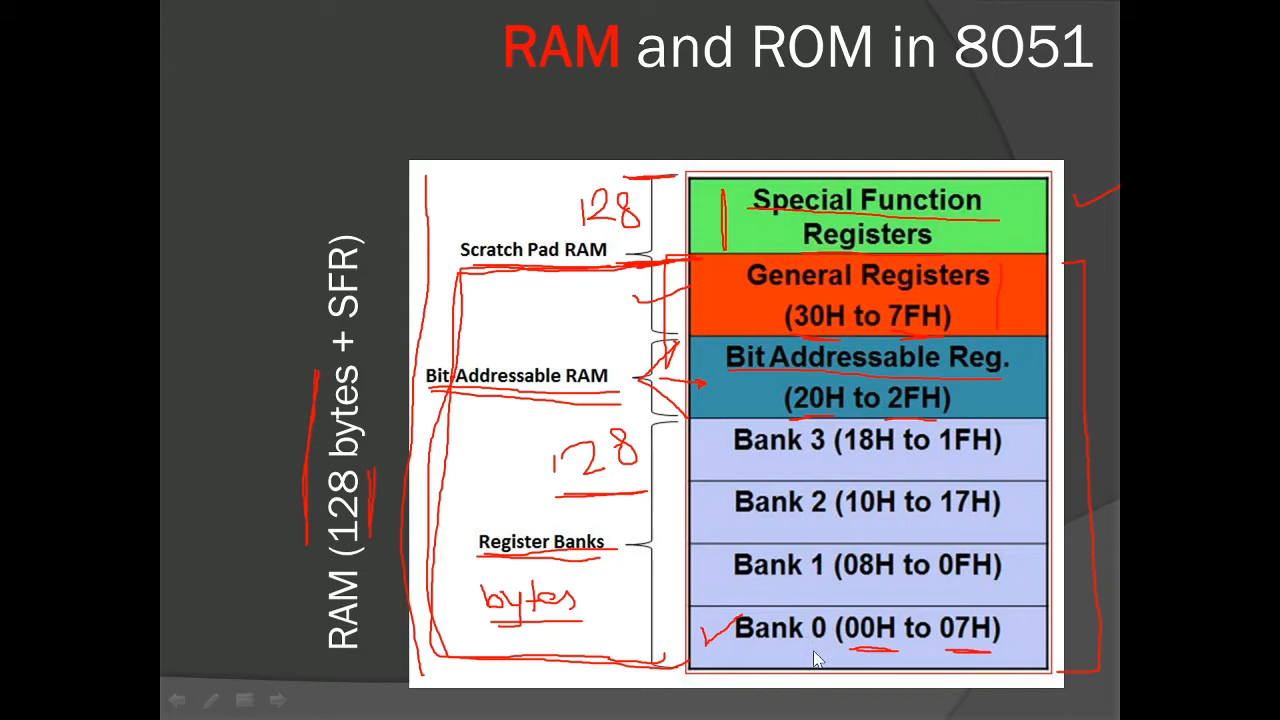 RAM and ROM in 8051
RAM (128 bytes + SFR)
128
Scratch Pad RAM
Bit Addressable RAM
128
Register Banks
bytes
Special Function
Registers
General Registers
(30H to 7FH)
Bit Addressable Reg.
(20H to 2FH)
Bank 3 (18H to 1FH)
Bank 2 (10H to 17H)
Bank 1 (08H to 0FH)
Bank 0 (00H to 07H)